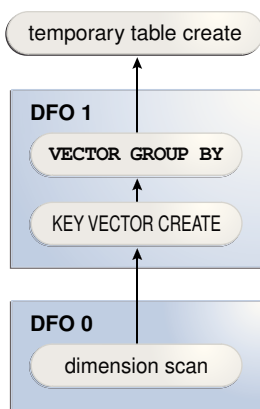 temporary table create
DFO 1
VECTOR GROUP BY
KEY VECTOR CREATE
DFO 0
dimension scan